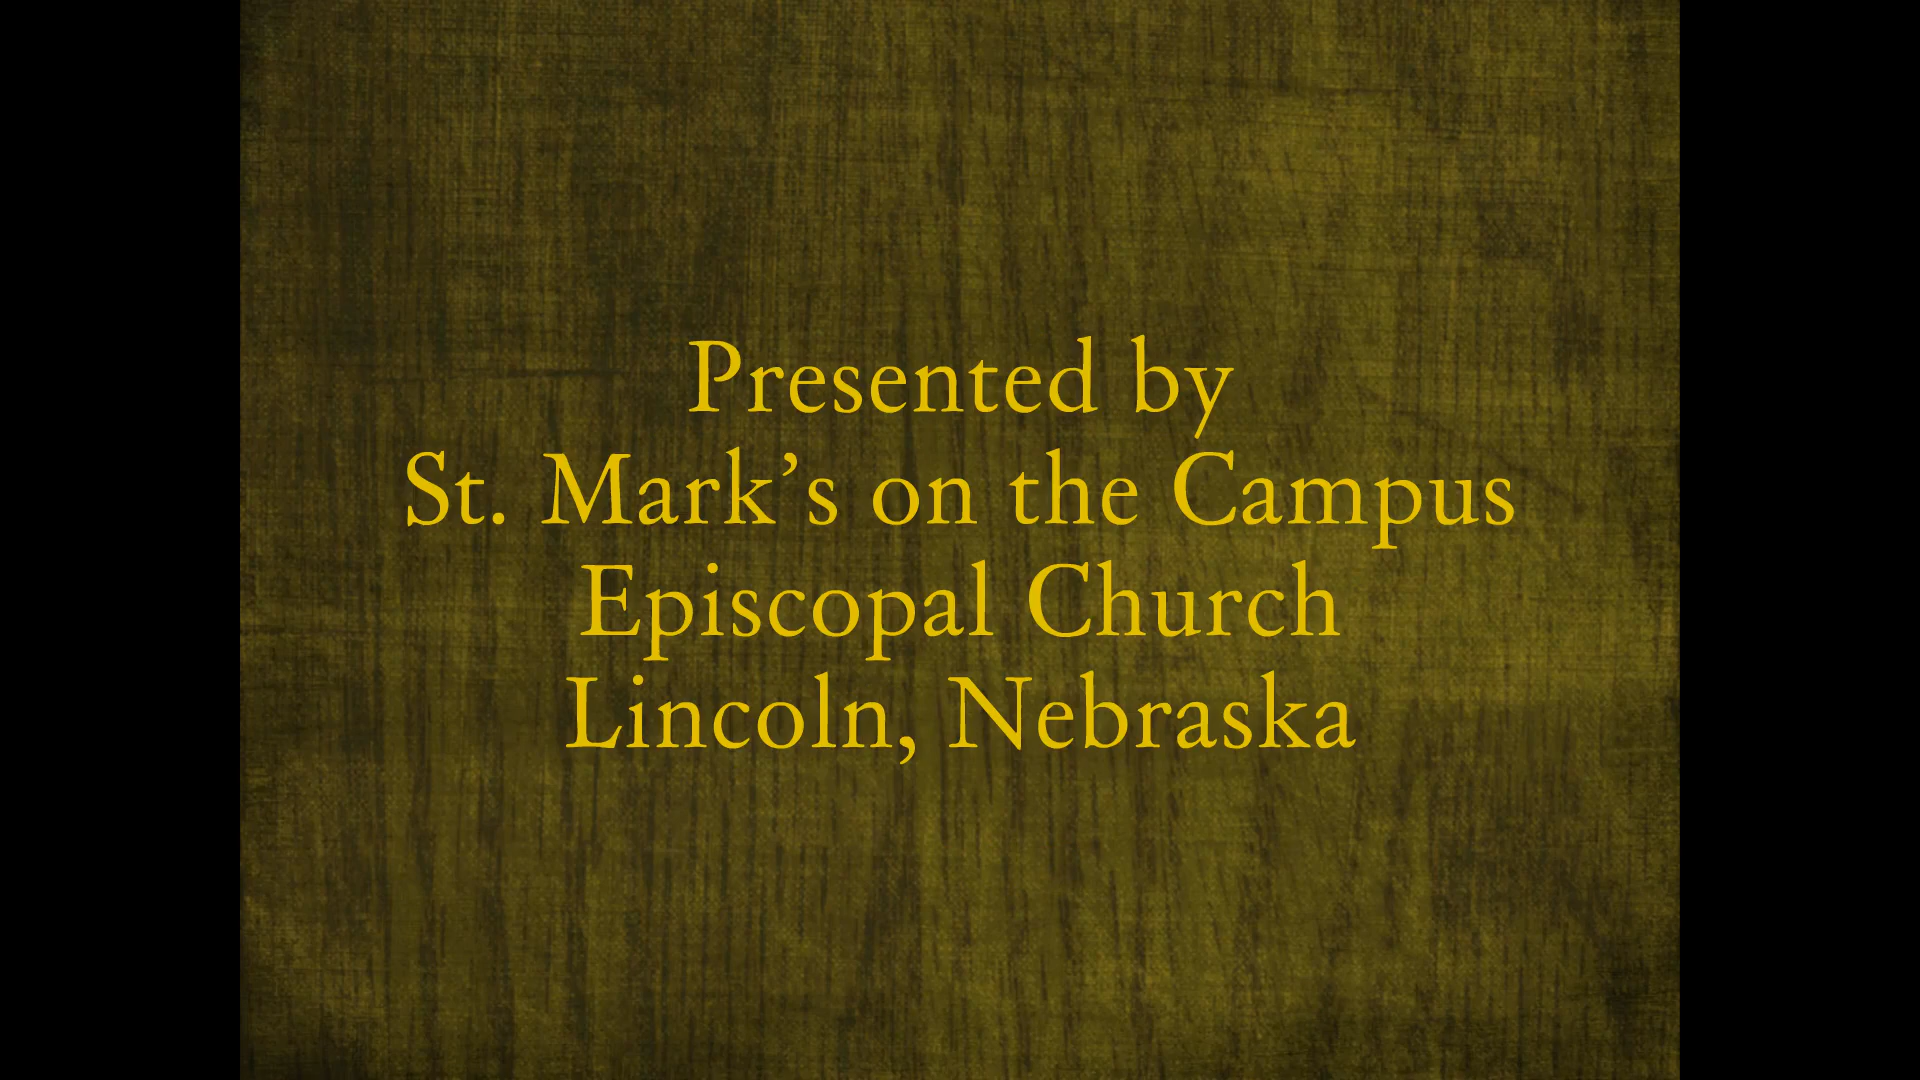 Presented by
St. Mark’s on the Campus
Episcopal Church
Lincoln, Nebraska